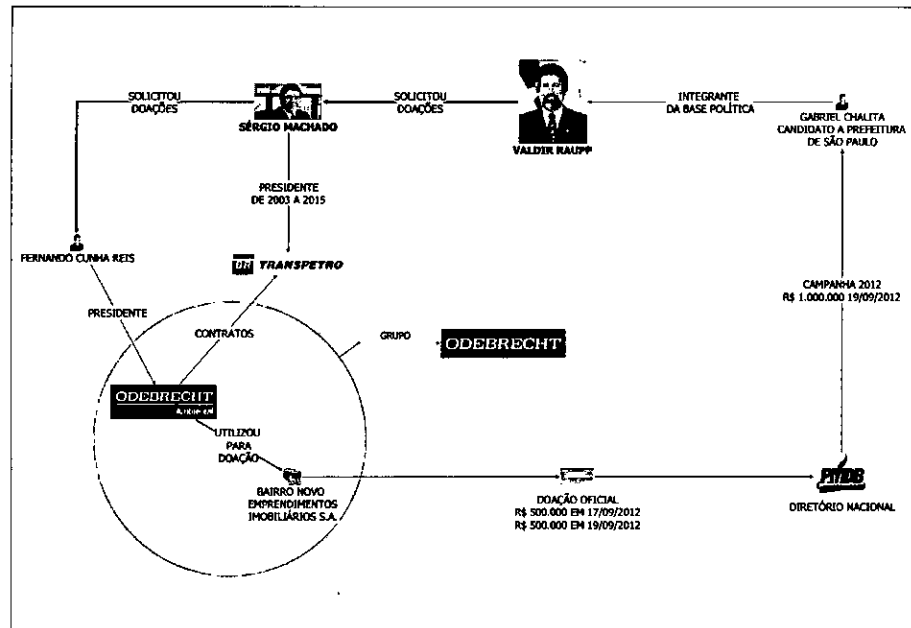 SOLICITOU
DOAÇÕES
SÉRGIO MACHADO
SOLICITOU
DOAÇÕES
VALDIR RAUPP
INTEGRANTE
DA BASE POLÍTICA
GABRIEL CHALITA
CANDIDATO A PREFEITURA
DE SÃO PAULO
PRESIDENTE
DE 2003 A 2015
FERNANDO CUNHA REIS
BR TRANSPETRO
PRESIDENTE
CONTRATOS
GRUPO
ODEBRECHT
CAMPANHA 2012
R$ 1.000.000 19/09/2012
ODEBRECHT
UTILIZOU
PARA
DOAÇÃO
BAIRRO NOVO
EMPRENDIMENTOS
IMOBILIÁRIOS S.A.
DOAÇÃO OFICIAL
R$ 500.000 EM 17/09/2012
R$ 500.000 EM 19/09/2012
PMDB
DIRETÓRIO NACIONAL